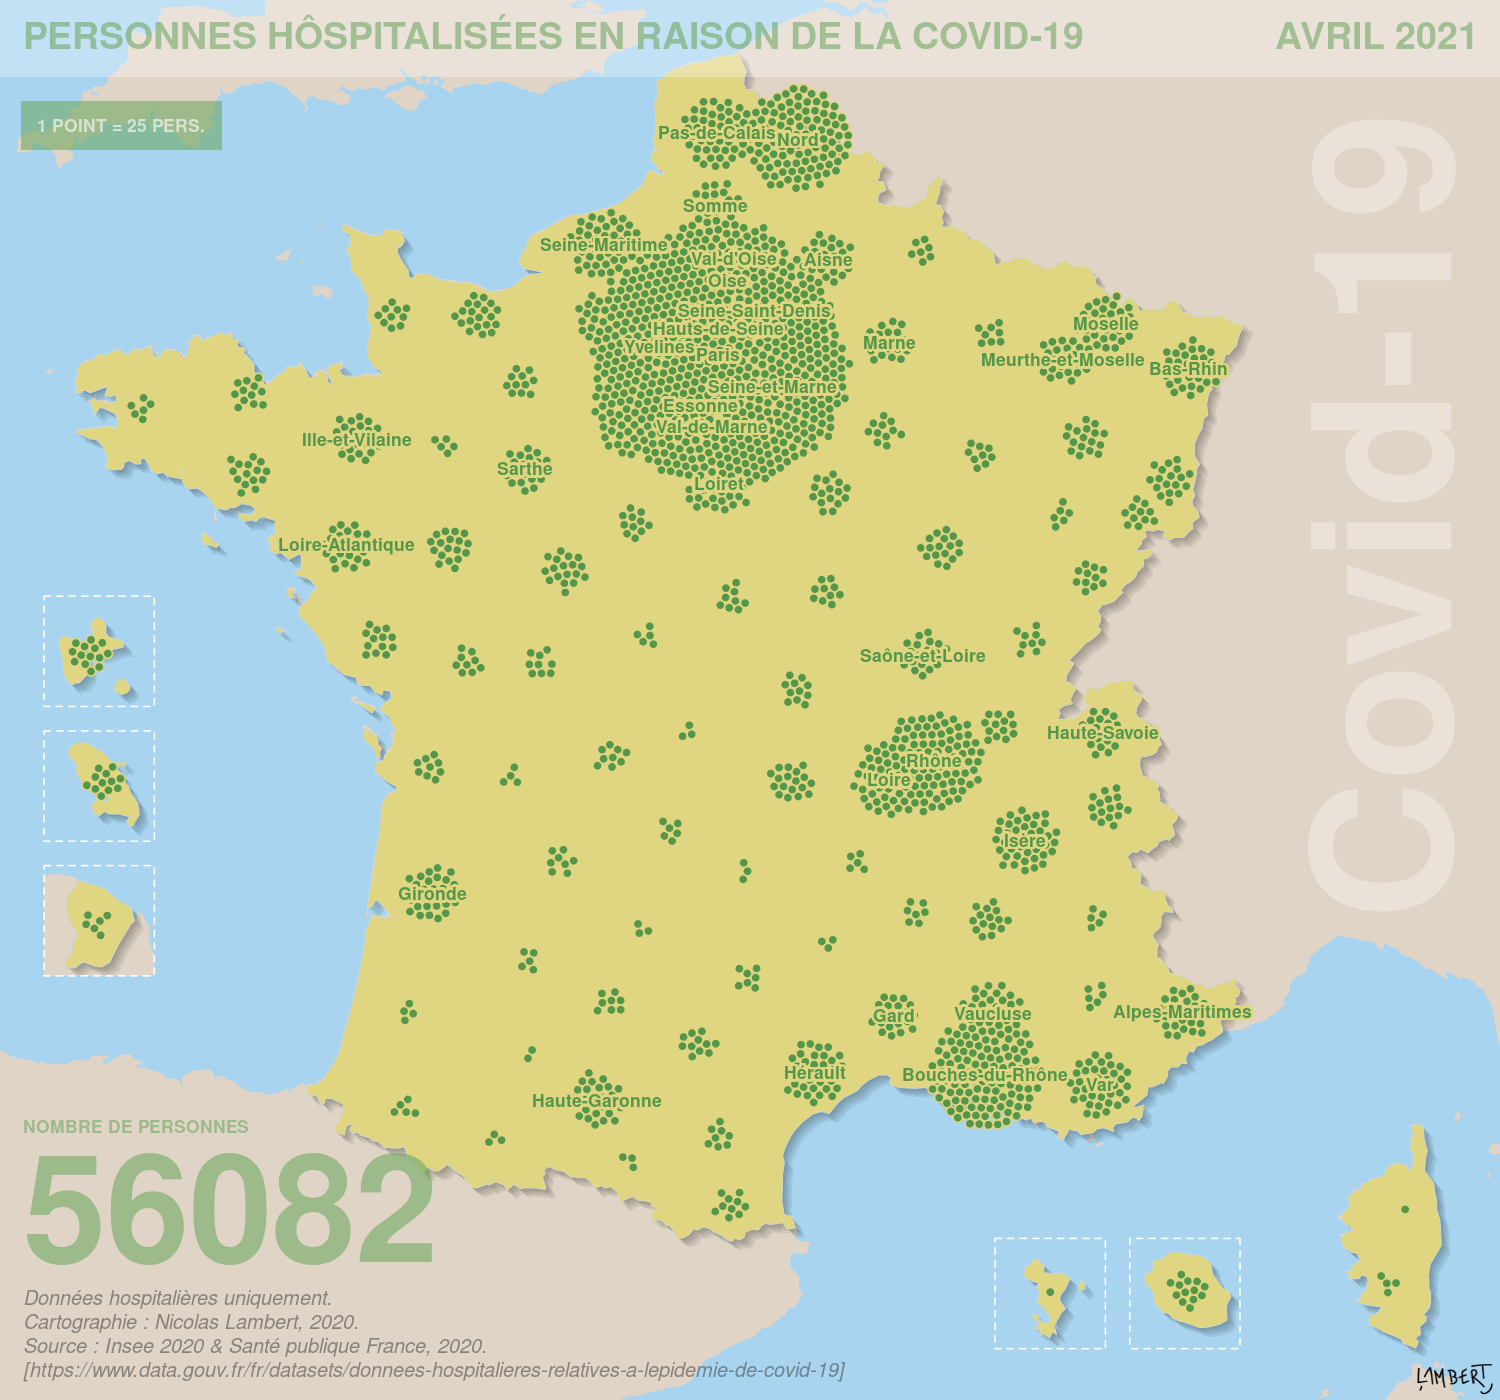 PERSONNES HÔSPITALISÉES EN RAISON DE LA COVID-19
AVRIL 2021
1 POINT = 25 PERS.
Covid-19
Pas-de-Calais
Nord
Somme
Seine-Maritime
Val-d'Oise
Aisne
Oise
Seine-Saint-Denis
Hauts-de-Seine
Yvelines
Paris
Marne
Moselle
Meurthe-et-Moselle
Bas-Rhin
Seine-et-Marne
Essonne
Val-de-Marne
Ille-et-Vilaine
Sarthe
Loiret
Loire-Atlantique
Saône-et-Loire
Haute-Savoie
Rhône
Loire
Isère
Gironde
Gard
Vaucluse
Alpes-Maritimes
Hérault
Bouches-du-Rhône
Var
Haute-Garonne
NOMBRE DE PERSONNES
56082
Données hospitalières uniquement.
Cartographie : Nicolas Lambert, 2020.
Source : Insee 2020 & Santé publique France, 2020.
[https://www.data.gouv.fr/fr/datasets/donnees-hospitalieres-relatives-a-lepidemie-de-covid-19]
LAMBERT